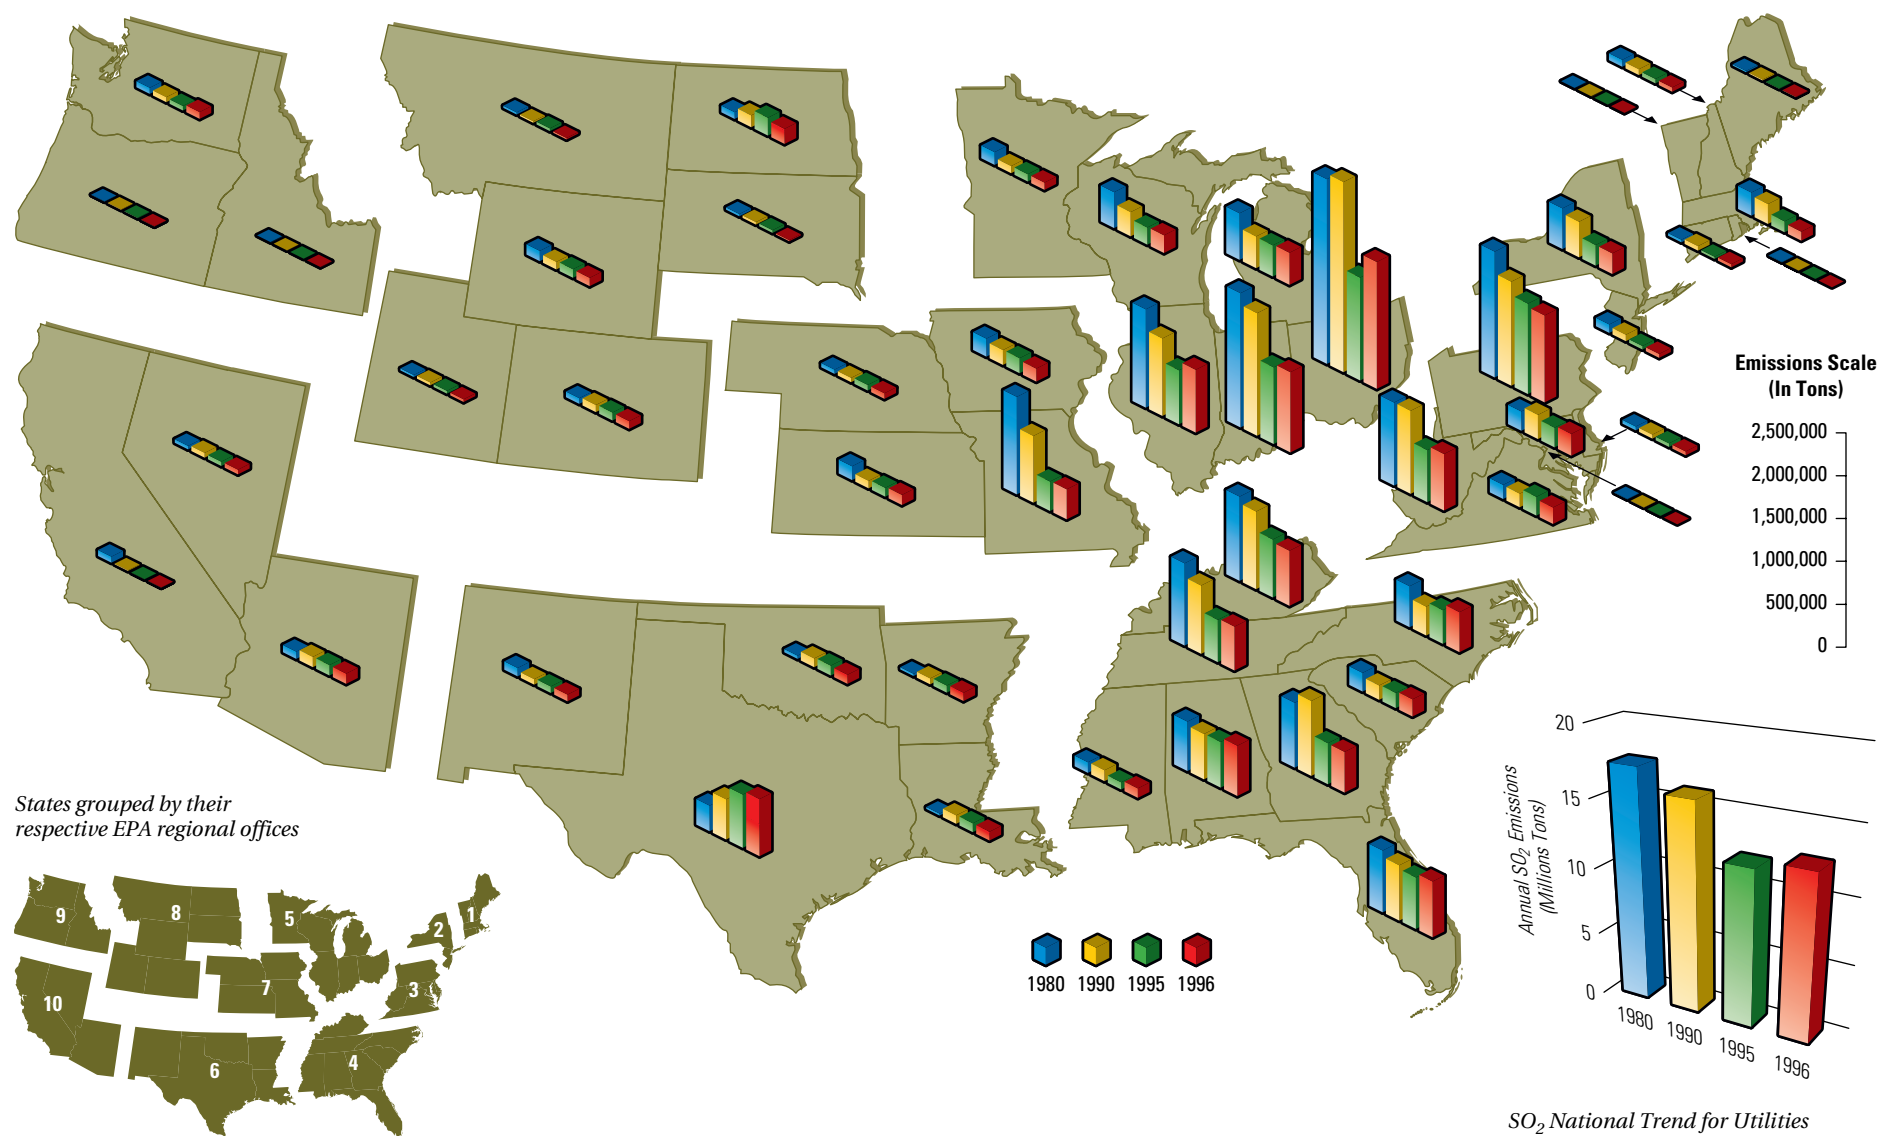 Emissions Scale
(In Tons)
2,500,000
2,000,000
1,500,000
1,000,000
500,000
0
States grouped by their
respective EPA regional offices
1
2
3
4
5
6
7
8
9
10
1980 1990 1995 1996
Annual SO2 Emissions
(Millions Tons)
20
15
10
5
0
1980 1990 1995 1996
SO2 National Trend for Utilities